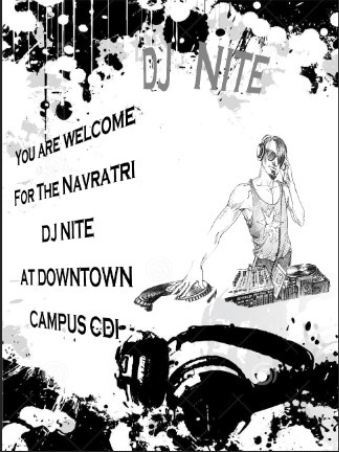 DJ NITE
YOU ARE WELCOME
FOR THE NAVRATRI
DJ NITE
AT DOWNTOWN
CAMPUS CDI